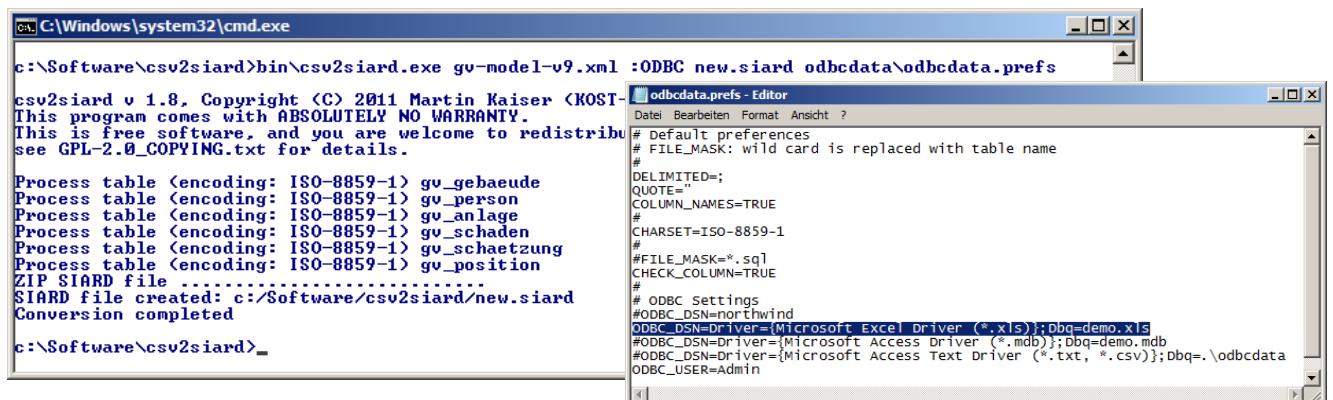 C:\Windows\system32\cmd.exe
c:\Software\csv2siard>bin\csv2siard.exe gv-model-v9.xml :ODBC new.siard odbcdata\odbcdata.prefs
csv2siard v 1.8, Copyright (C) 2011 Martin Kaiser (KOST-
This program comes with ABSOLUTELY NO WARRANTY.
This is free software, and you are welcome to redistribu
see GPL-2.0_COPYING.txt for details.
Process table (encoding: ISO-8859-1) gv_gebaeude
Process table (encoding: ISO-8859-1) gv_person
Process table (encoding: ISO-8859-1) gv_anlage
Process table (encoding: ISO-8859-1) gv_schaden
Process table (encoding: ISO-8859-1) gv_schaetzung
Process table (encoding: ISO-8859-1) gv_position
ZIP SIARD file ............................
SIARD file created: c:/Software/csv2siard/new.siard
Conversion completed
c:\Software\csv2siard>_
odbcdata.prefs - Editor
Datei Bearbeiten Format Ansicht ?
# Default preferences
# FILE_MASK: wild card is replaced with table name
#
DELIMITED=;
QUOTE="
COLUMN_NAMES=TRUE
#
CHARSET=ISO-8859-1
#
#FILE_MASK=*.sql
CHECK_COLUMN=TRUE
#
# ODBC Settings
#ODBC_DSN=northwind
ODBC_DSN=Driver={Microsoft Excel Driver (*.xls)};Dbq=demo.xls
#ODBC_DSN=Driver={Microsoft Access Driver (*.mdb)};Dbq=demo.mdb
#ODBC_DSN=Driver={Microsoft Access Text Driver (*.txt, *.csv)};Dbq=.\odbcdata
ODBC_USER=Admin